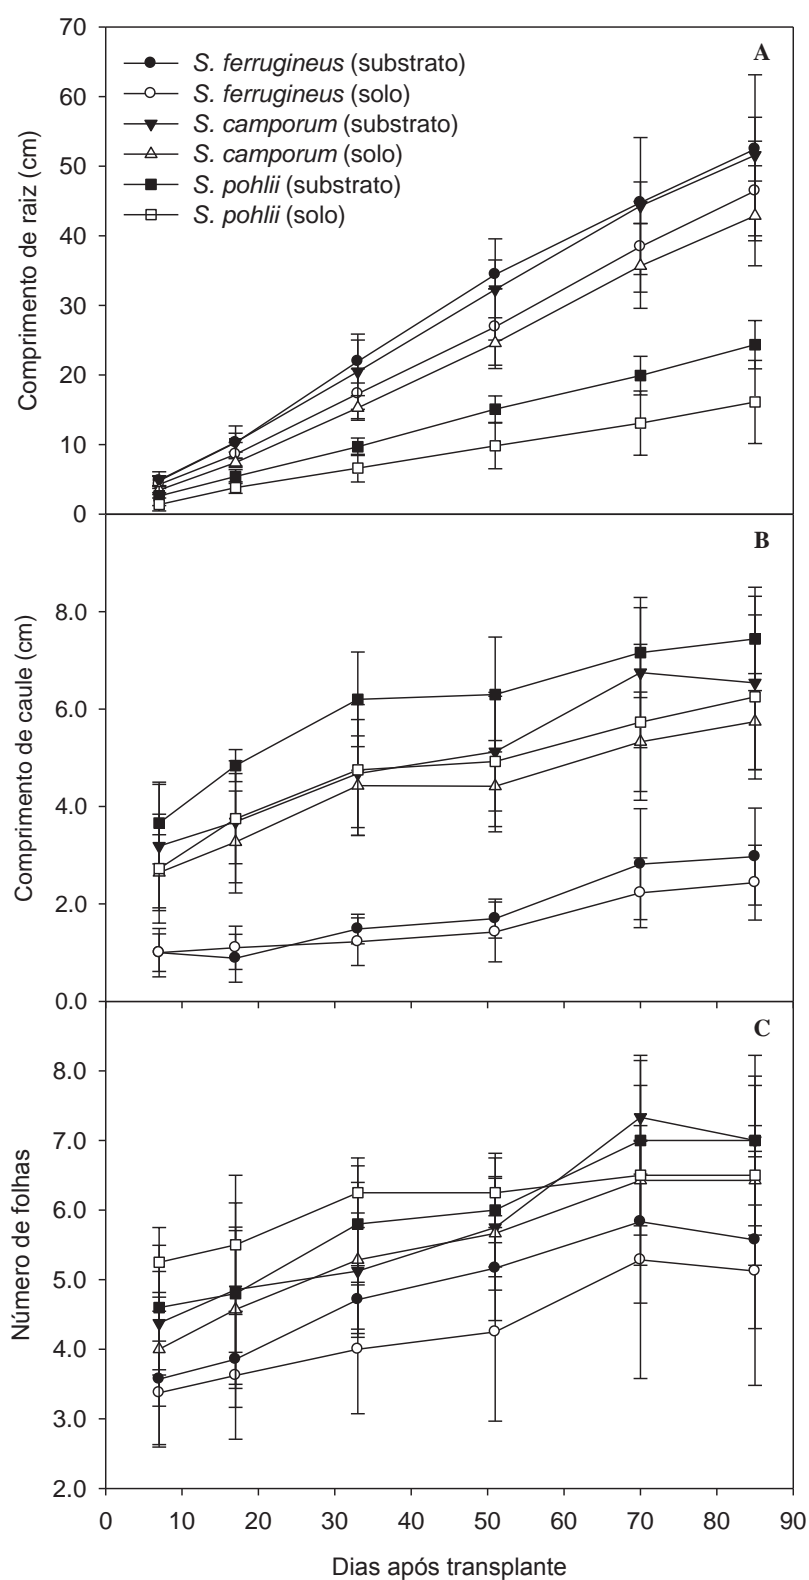 70
A
S. ferrugineus (substrato)
S. ferrugineus (solo)
S. camporum (substrato)
S. camporum (solo)
S. pohlii (substrato)
S. pohlii (solo)
60
50
40
30
20
10
0
Comprimento de raiz (cm)
B
8.0
6.0
4.0
2.0
0.0
Comprimento de caule (cm)
C
8.0
7.0
6.0
5.0
4.0
3.0
2.0
Número de folhas
0 10 20 30 40 50 60 70 80 90
Dias após transplante